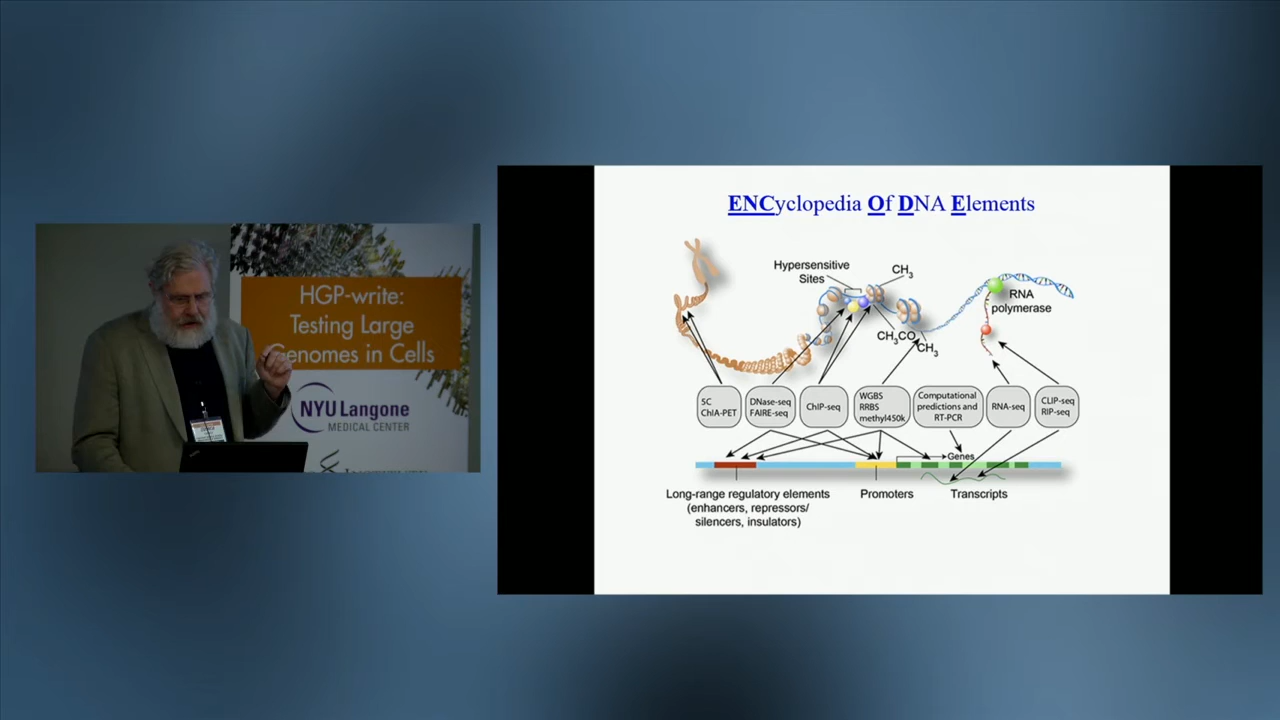 HGP-write:
Testing Large
Genomes in Cells
NYU Langone
MEDICAL CENTER
ENCyclopedia Of DNA Elements
Hypersensitive
Sites
CH3
RNA
polymerase
CH3CO
CH3
5C
ChIA-PET
DNase-seq
FAIRE-seq
ChIP-seq
WGBS
RRBS
methyl450k
Computational
predictions and
RT-PCR
RNA-seq
CLIP-seq
RIP-seq
Genes
Long-range regulatory elements
(enhancers, repressors/
silencers, insulators)
Promoters
Transcripts